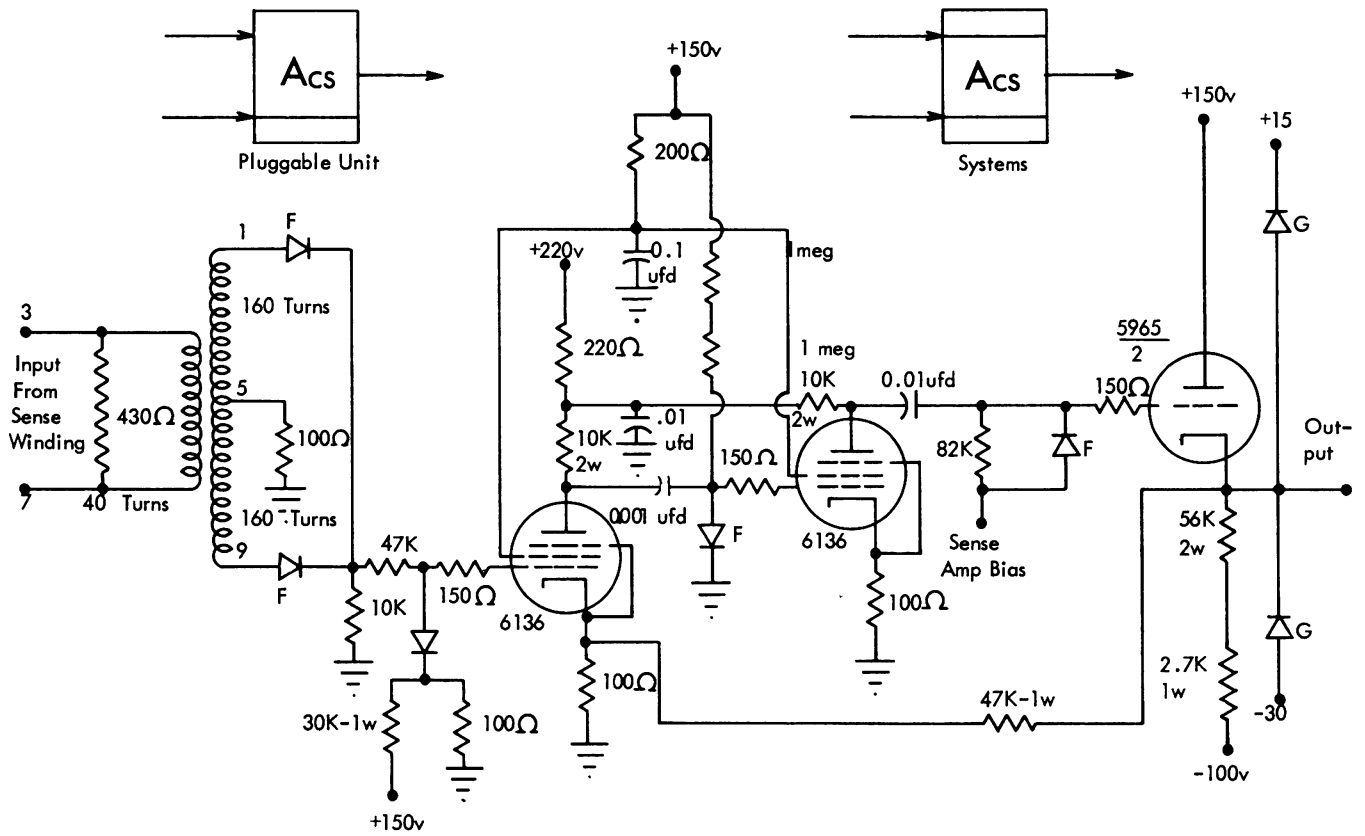 ACS
Pluggable Unit
+150v
200Ω
ACS
Systems
+150v
+15
G
1
F
160 Turns
+220v
0.1
ufd
1 meg
3
Input
From
Sense
Winding
430Ω
7
40 Turns
5
100Ω
160 Turns
9
F
220Ω
.01
ufd
10K
2w
1 meg
10K
2w
0.01ufd
5965
2
150Ω
82K
F
Out-
put
150Ω
F
6136
100Ω
Sense
Amp Bias
56K
2w
47K
10K
150Ω
6136
100Ω
30K-1w
100Ω
+150v
47K-1w
2.7K
1w
G
-30
-100v